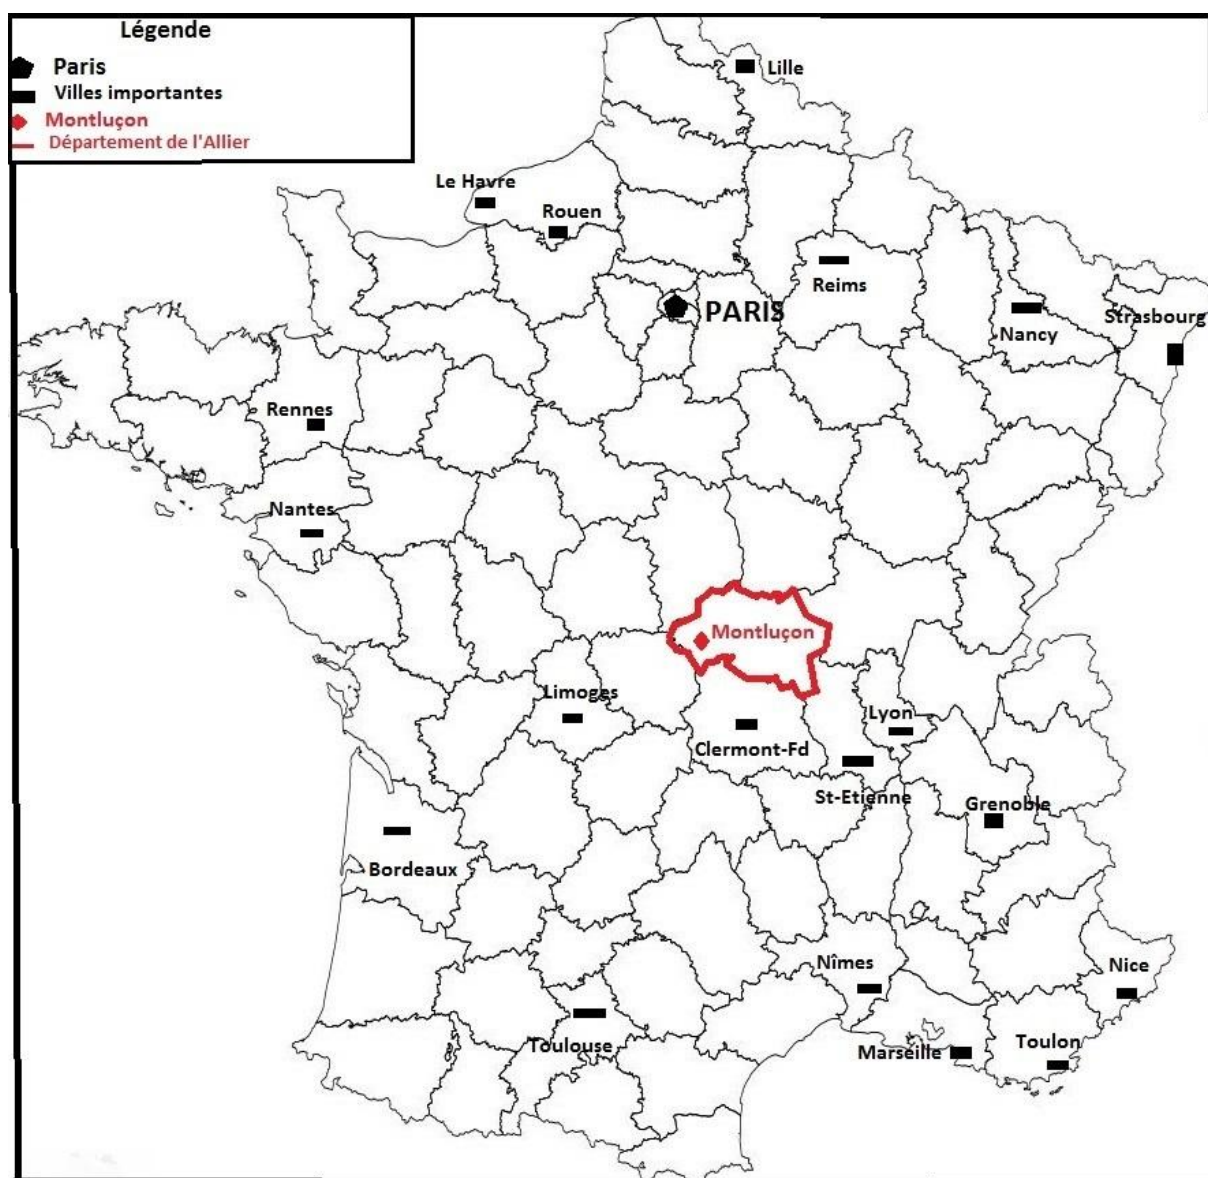 Légende
Paris
Villes importantes
Montluçon
Département de l'Allier
Lille
Le Havre
Rouen
Reims
PARIS
Nancy
Strasbourg
Rennes
Nantes
Montluçon
Limoges
Lyon
Clermont-Fd
St-Etienne
Grenoble
Bordeaux
Nîmes
Nice
Toulouse
Marseille
Toulon